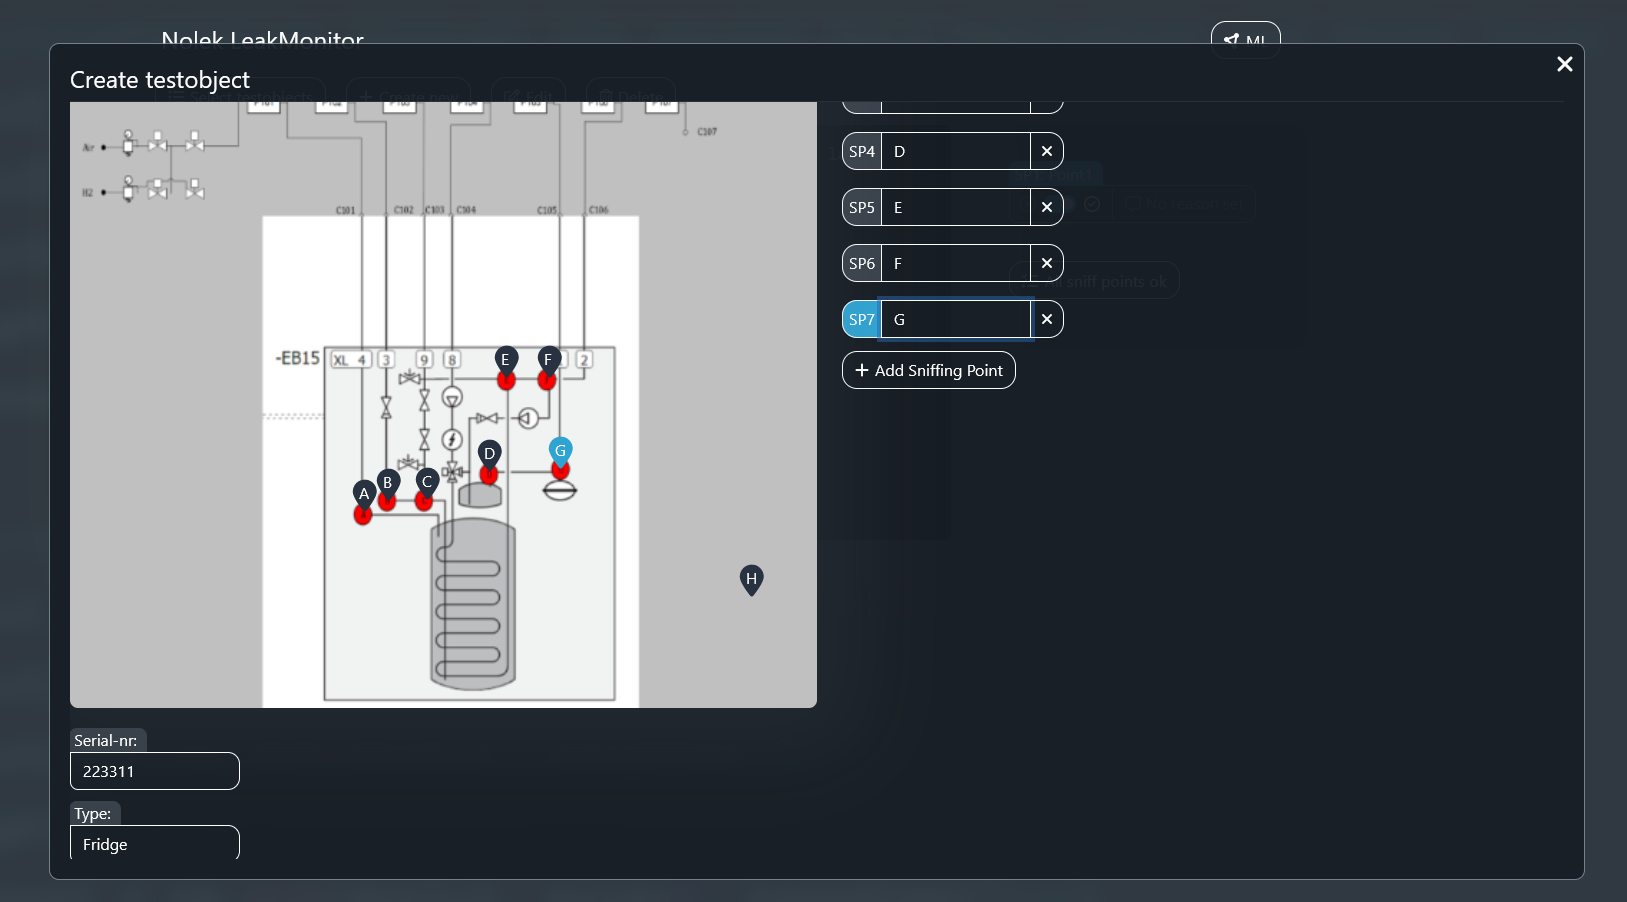 Nolek LeakMonitor
Create testobject
Air
H2
C107
C101 C102 C103 C104 C105 C106
-EB15 XL 4 3 9 8 2
E F
D G
A B C
H
SP4 D
SP5 E
SP6 F
SP7 G
+ Add Sniffing Point
Serial-nr:
223311
Type:
Fridge